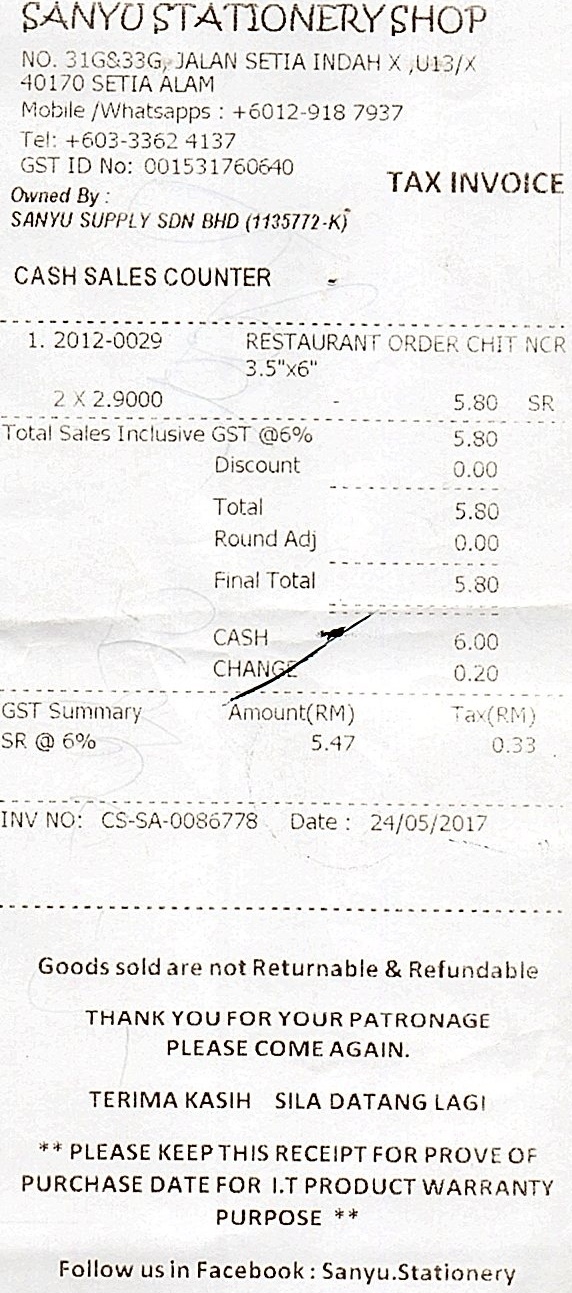 SANYU STATIONERY SHOP
NO. 31G&33G, JALAN SETIA INDAH X ,U13/X
40170 SETIA ALAM
Mobile /Whatsapps : +6012-918 7937
Tel: +603-3362 4137
GST ID No: 001531760640
TAX INVOICE
Owned By :
SANYU SUPPLY SDN BHD (1135772-K)
CASH SALES COUNTER -
1. 2012-0029 RESTAURANT ORDER CHIT NCR
3.5"x6"
2 X 2.9000 - 5.80 SR
Total Sales Inclusive GST @6% 5.80
Discount 0.00
Total 5.80
Round Adj 0.00
Final Total 5.80
CASH 6.00
CHANGE 0.20
GST Summary Amount(RM) Tax(RM)
SR @ 6% 5.47 0.33
INV NO: CS-SA-0086778 Date : 24/05/2017
Goods sold are not Returnable & Refundable
THANK YOU FOR YOUR PATRONAGE
PLEASE COME AGAIN.
TERIMA KASIH SILA DATANG LAGI
** PLEASE KEEP THIS RECEIPT FOR PROVE OF
PURCHASE DATE FOR I.T PRODUCT WARRANTY
PURPOSE **
Follow us in Facebook : Sanyu.Stationery